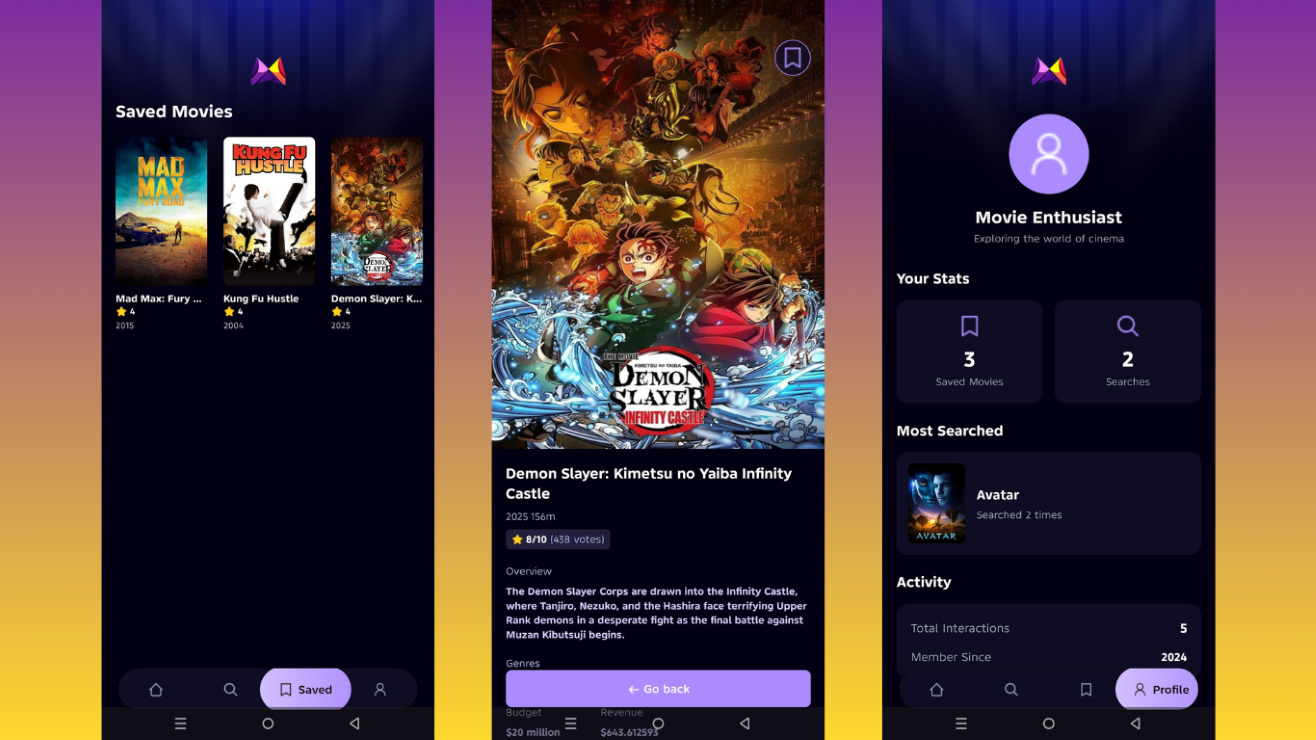 Saved Movies
MAD
MAX
FURY ROAD
KUNG FU
HUSTLE
DEMON
SLAYER
Mad Max: Fury ...
4
2015
Kung Fu Hustle
4
2004
Demon Slayer: K...
4
2025
Saved
THE MOVIE
KIMETSU NO YAIBA
DEMON
SLAYER
INFINITY CASTLE
Demon Slayer: Kimetsu no Yaiba Infinity
Castle
2025 156m
8/10 (438 votes)
Overview
The Demon Slayer Corps are drawn into the Infinity Castle,
where Tanjiro, Nezuko, and the Hashira face terrifying Upper
Rank demons in a desperate fight as the final battle against
Muzan Kibutsuji begins.
Genres
← Go back
Budget
Revenue
$20 million
$643.612593
Movie Enthusiast
Exploring the world of cinema
Your Stats
3
Saved Movies
2
Searches
Most Searched
AVATAR
Avatar
Searched 2 times
Activity
Total Interactions
5
Member Since
2024
Profile